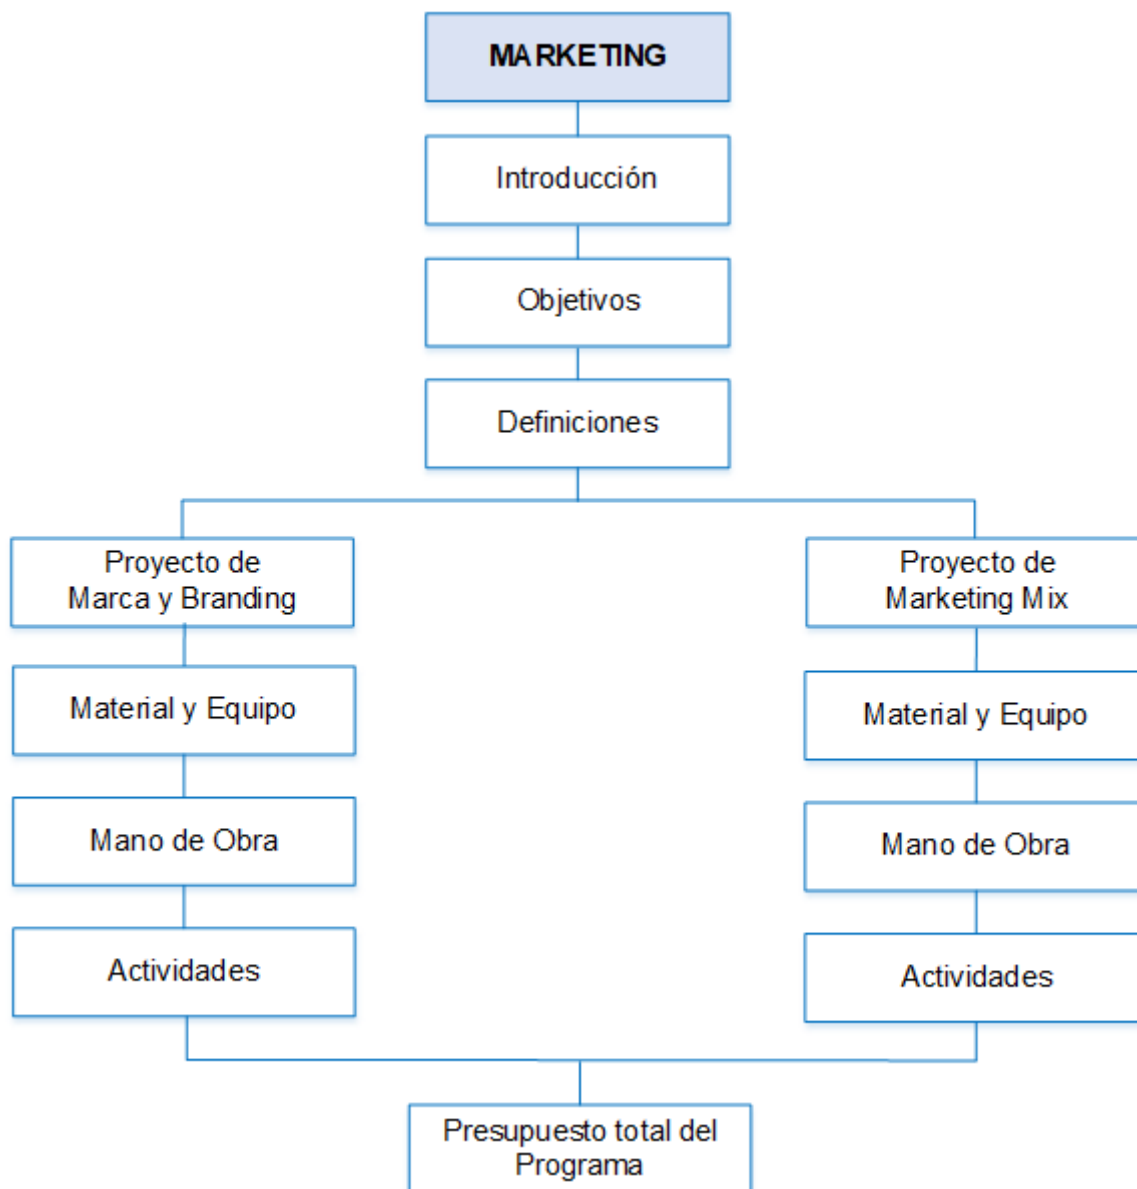 MARKETING
Introducción
Objetivos
Definiciones
Proyecto de
Marca y Branding
Material y Equipo
Mano de Obra
Actividades
Proyecto de
Marketing Mix
Material y Equipo
Mano de Obra
Actividades
Presupuesto total del
Programa